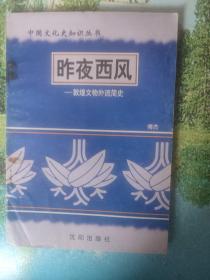 中国文化史知识丛书
昨夜西风
—敦煌文物外流简史
沈阳出版社